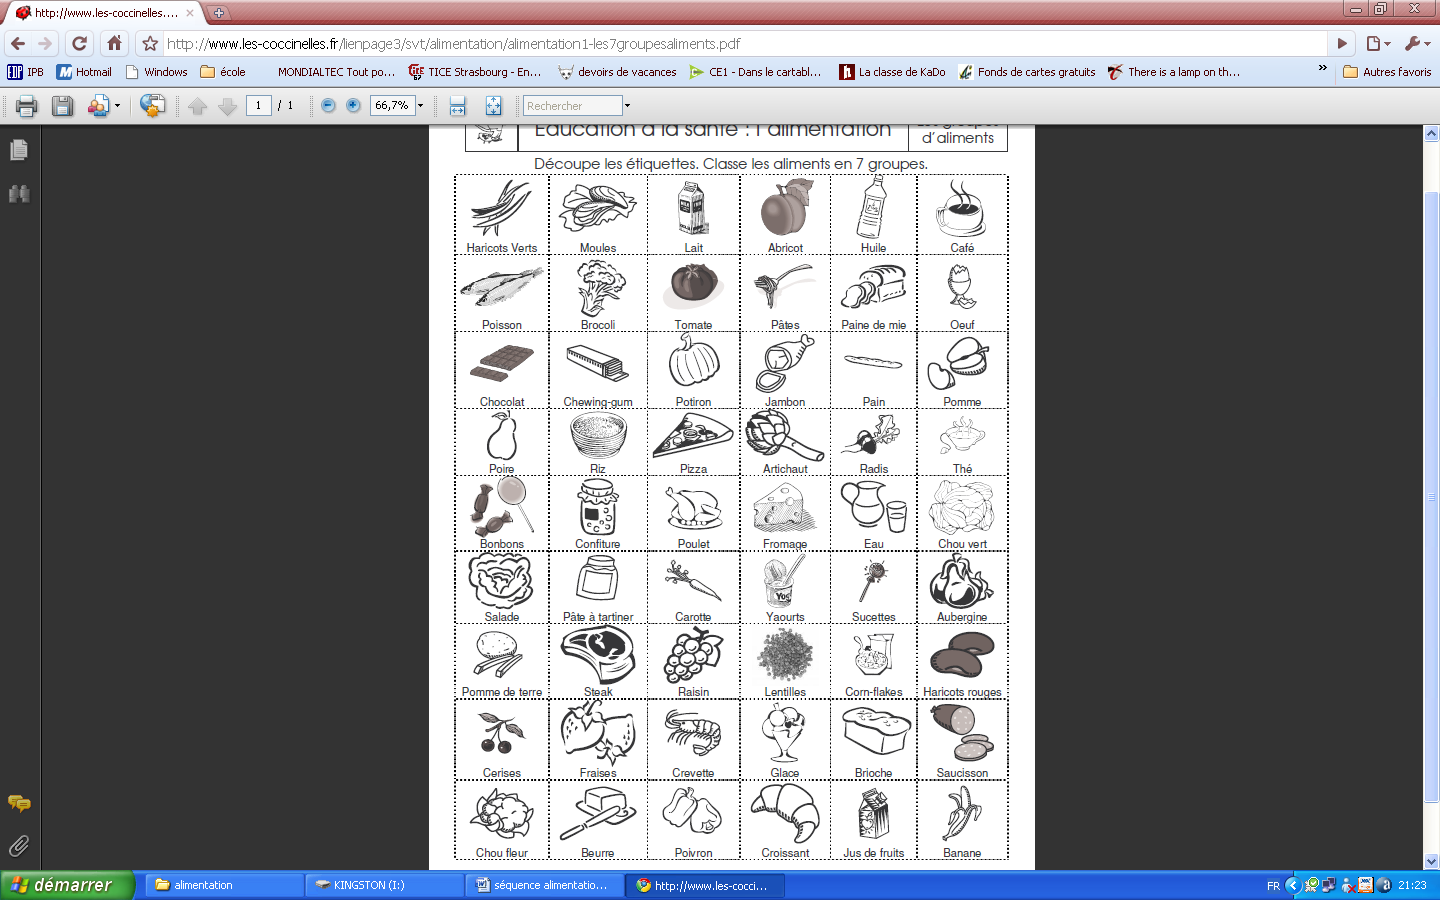 http://www.les-coccinelles....
http://www.les-coccinelles.fr/lienpage3/svt/alimentation/alimentation1-les7groupesaliments.pdf
IPB Hotmail Windows école MONDIALTEC Tout po... TICE Strasbourg - En... devoirs de vacances CE1 - Dans le cartabl... La classe de KaDo Fonds de cartes gratuits There is a lamp on th... » Autres favoris
1 / 1 66,7% Rechercher
Education à la santé : l'alimentation
Les groupes
d'aliments
Découpe les étiquettes. Classe les aliments en 7 groupes.
Haricots Verts Moules Lait Abricot Huile Café
Poisson Brocoli Tomate Pâtes Paine de mie Oeuf
Chocolat Chewing-gum Potiron Jambon Pain Pomme
Poire Riz Pizza Artichaut Radis Thé
Bonbons Confiture Poulet Fromage Eau Chou vert
Salade Pâte à tartiner Carotte Yaourts Sucettes Aubergine
Pomme de terre Steak Raisin Lentilles Corn-flakes Haricots rouges
Cerises Fraises Crevette Glace Brioche Saucisson
Chou fleur Beurre Poivron Croissant Jus de fruits Banane
démarrer alimentation KINGSTON (I:) séquence alimentatio... http://www.les-cocci... FR 21:23